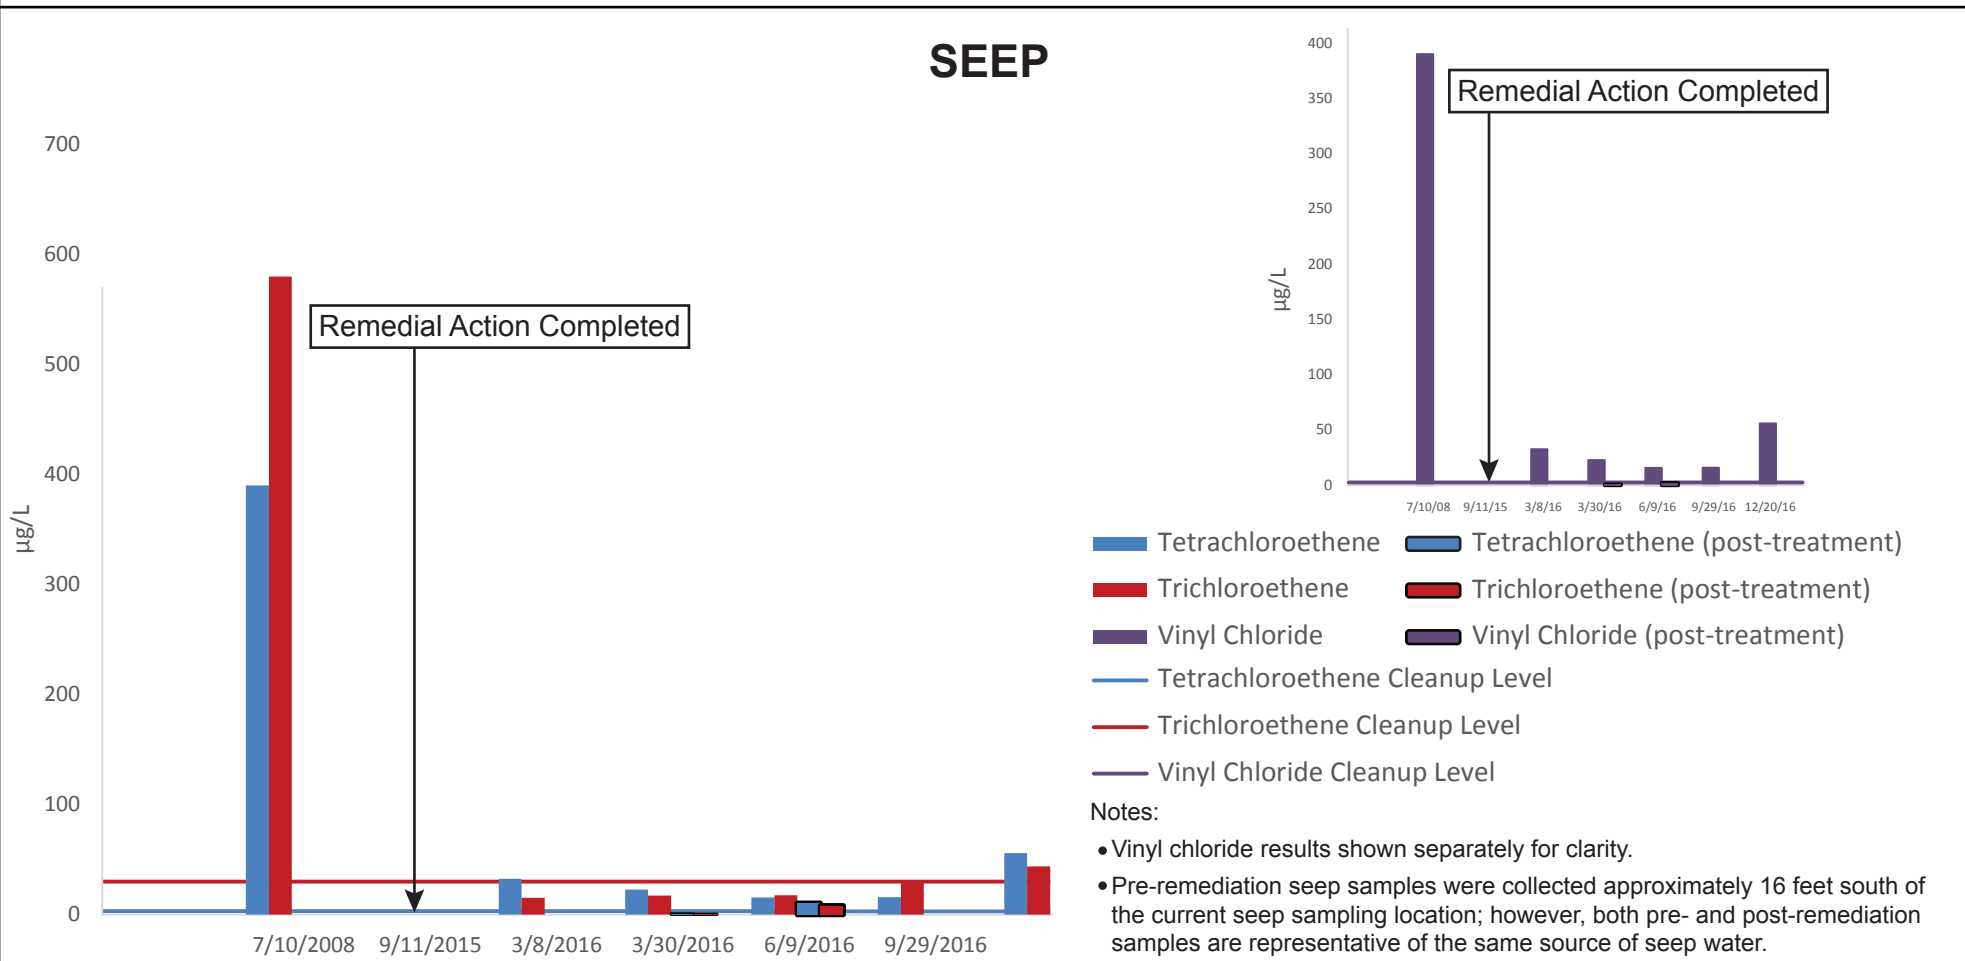 SEEP
700
600
500
400
300
200
100
0
µg/L
Remedial Action Completed
7/10/2008 9/11/2015 3/8/2016 3/30/2016 6/9/2016 9/29/2016
400
350
300
250
200
150
100
50
0
µg/L
Remedial Action Completed
7/10/08 9/11/15 3/8/16 3/30/16 6/9/16 9/29/16 12/20/16
Tetrachloroethene Tetrachloroethene (post-treatment)
Trichloroethene Trichloroethene (post-treatment)
Vinyl Chloride Vinyl Chloride (post-treatment)
Tetrachloroethene Cleanup Level
Trichloroethene Cleanup Level
Vinyl Chloride Cleanup Level
Notes:
• Vinyl chloride results shown separately for clarity.
• Pre-remediation seep samples were collected approximately 16 feet south of
the current seep sampling location; however, both pre- and post-remediation
samples are representative of the same source of seep water.